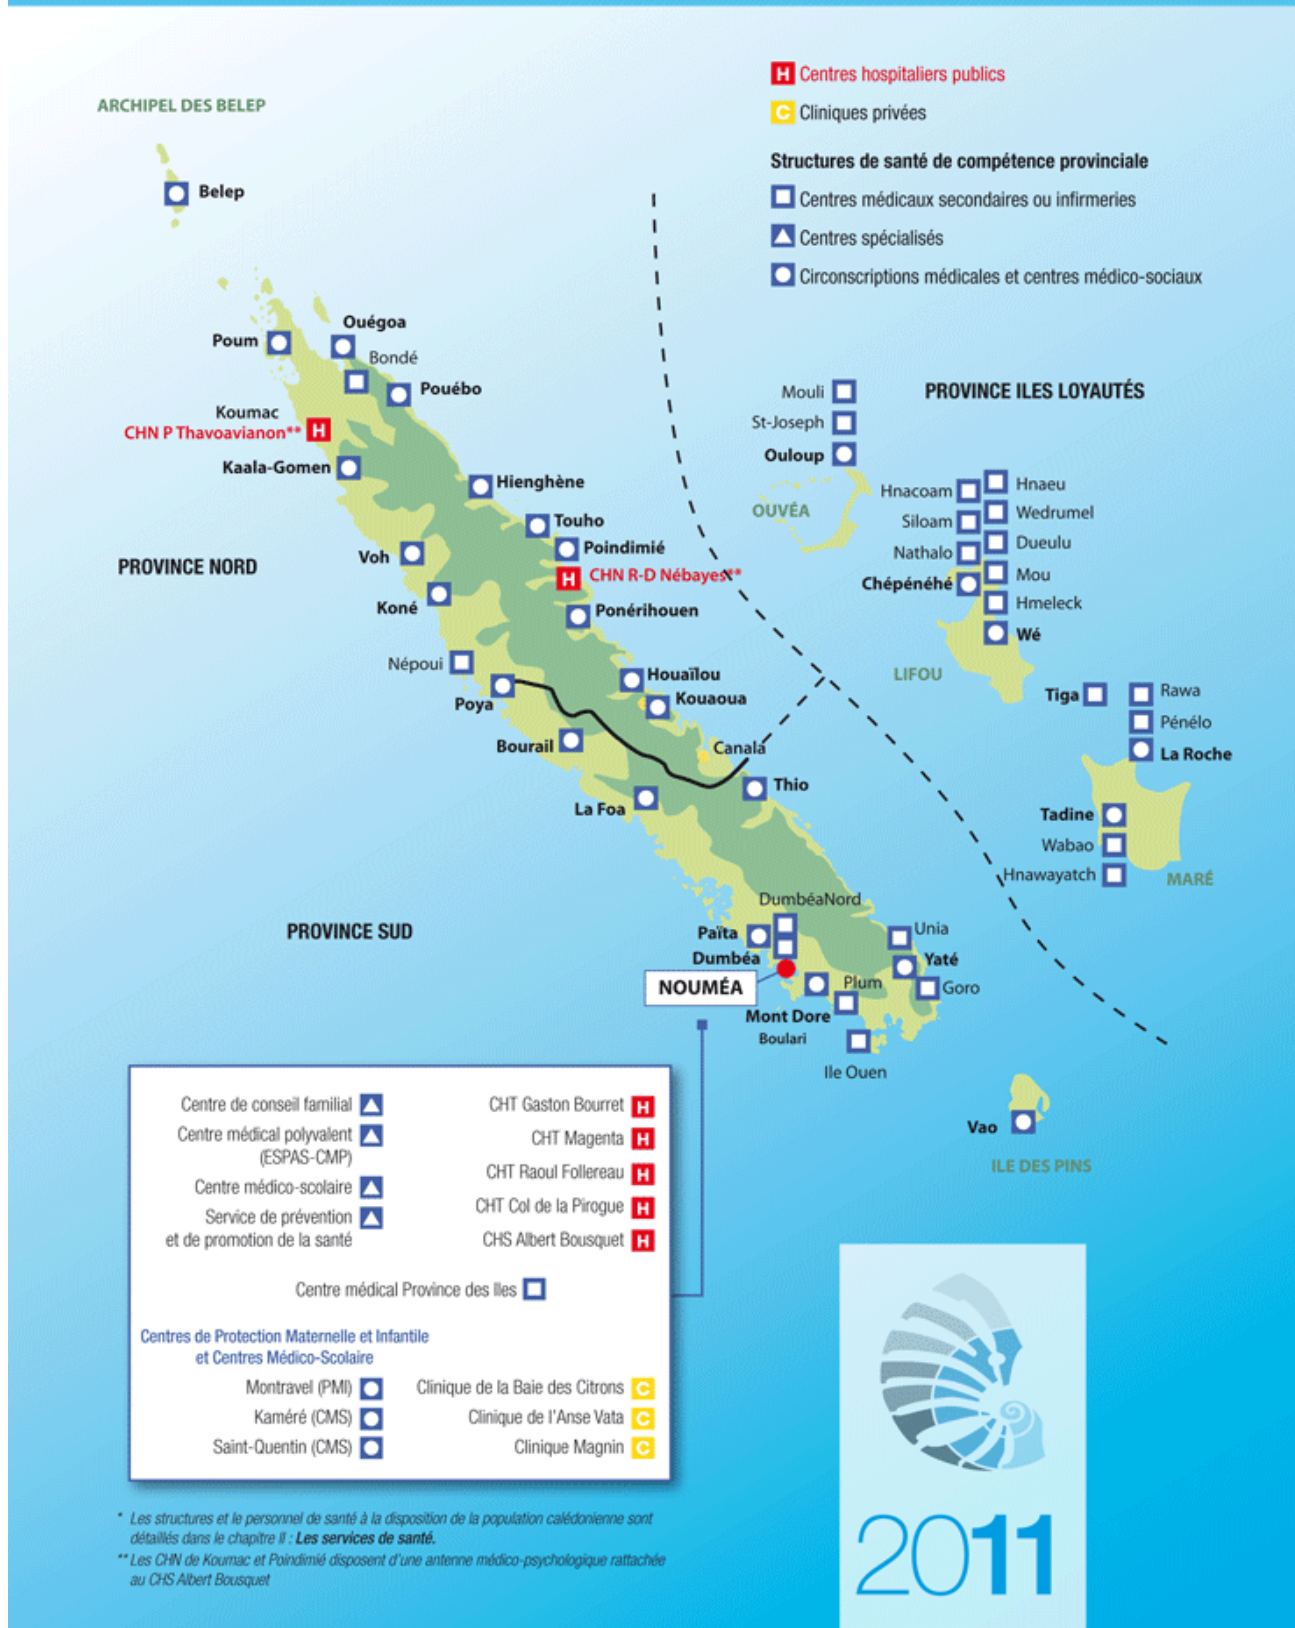 H Centres hospitaliers publics
C Cliniques privées
Structures de santé de compétence provinciale
Centres médicaux secondaires ou infirmeries
Centres spécialisés
Circonscriptions médicales et centres médico-sociaux
ARCHIPEL DES BELEP
Belep
Poum
Ouégoa
Bondé
Pouébo
Koumac
CHN P Thavoavianon** H
Kaala-Gomen
Hienghène
Touho
Poindimié
H CHN R-D Nébayes**
Ponérihouen
PROVINCE NORD
Voh
Koné
Népoui
Poya
Houaïlou
Kouaoua
Canala
Bourail
Thio
La Foa
PROVINCE ILES LOYAUTÉS
Mouli
St-Joseph
Ouloup
OUVÉA
Hnacoam
Hnaeu
Siloam
Wedrumel
Nathalo
Dueulu
Chépénéhé
Mou
Hmeleck
Wé
LIFOU
Tiga
Rawa
Pénélo
La Roche
Tadine
Wabao
Hnawayatch
MARÉ
PROVINCE SUD
DumbéaNord
Païta
Dumbéa
NOUMÉA
Unia
Yaté
Plum
Goro
Mont Dore
Boulari
Ile Ouen
Vao
ILE DES PINS
Centre de conseil familial
Centre médical polyvalent
(ESPAS-CMP)
Centre médico-scolaire
Service de prévention
et de promotion de la santé
CHT Gaston Bourret H
CHT Magenta H
CHT Raoul Follereau H
CHT Col de la Pirogue H
CHS Albert Bousquet H
Centre médical Province des Iles
Centres de Protection Maternelle et Infantile
et Centres Médico-Scolaire
Montravel (PMI)
Kaméré (CMS)
Saint-Quentin (CMS)
Clinique de la Baie des Citrons C
Clinique de l'Anse Vata C
Clinique Magnin C
* Les structures et le personnel de santé à la disposition de la population calédonienne sont
détaillés dans le chapitre II : Les services de santé.
** Les CHN de Koumac et Poindimié disposent d'une antenne médico-psychologique rattachée
au CHS Albert Bousquet
2011